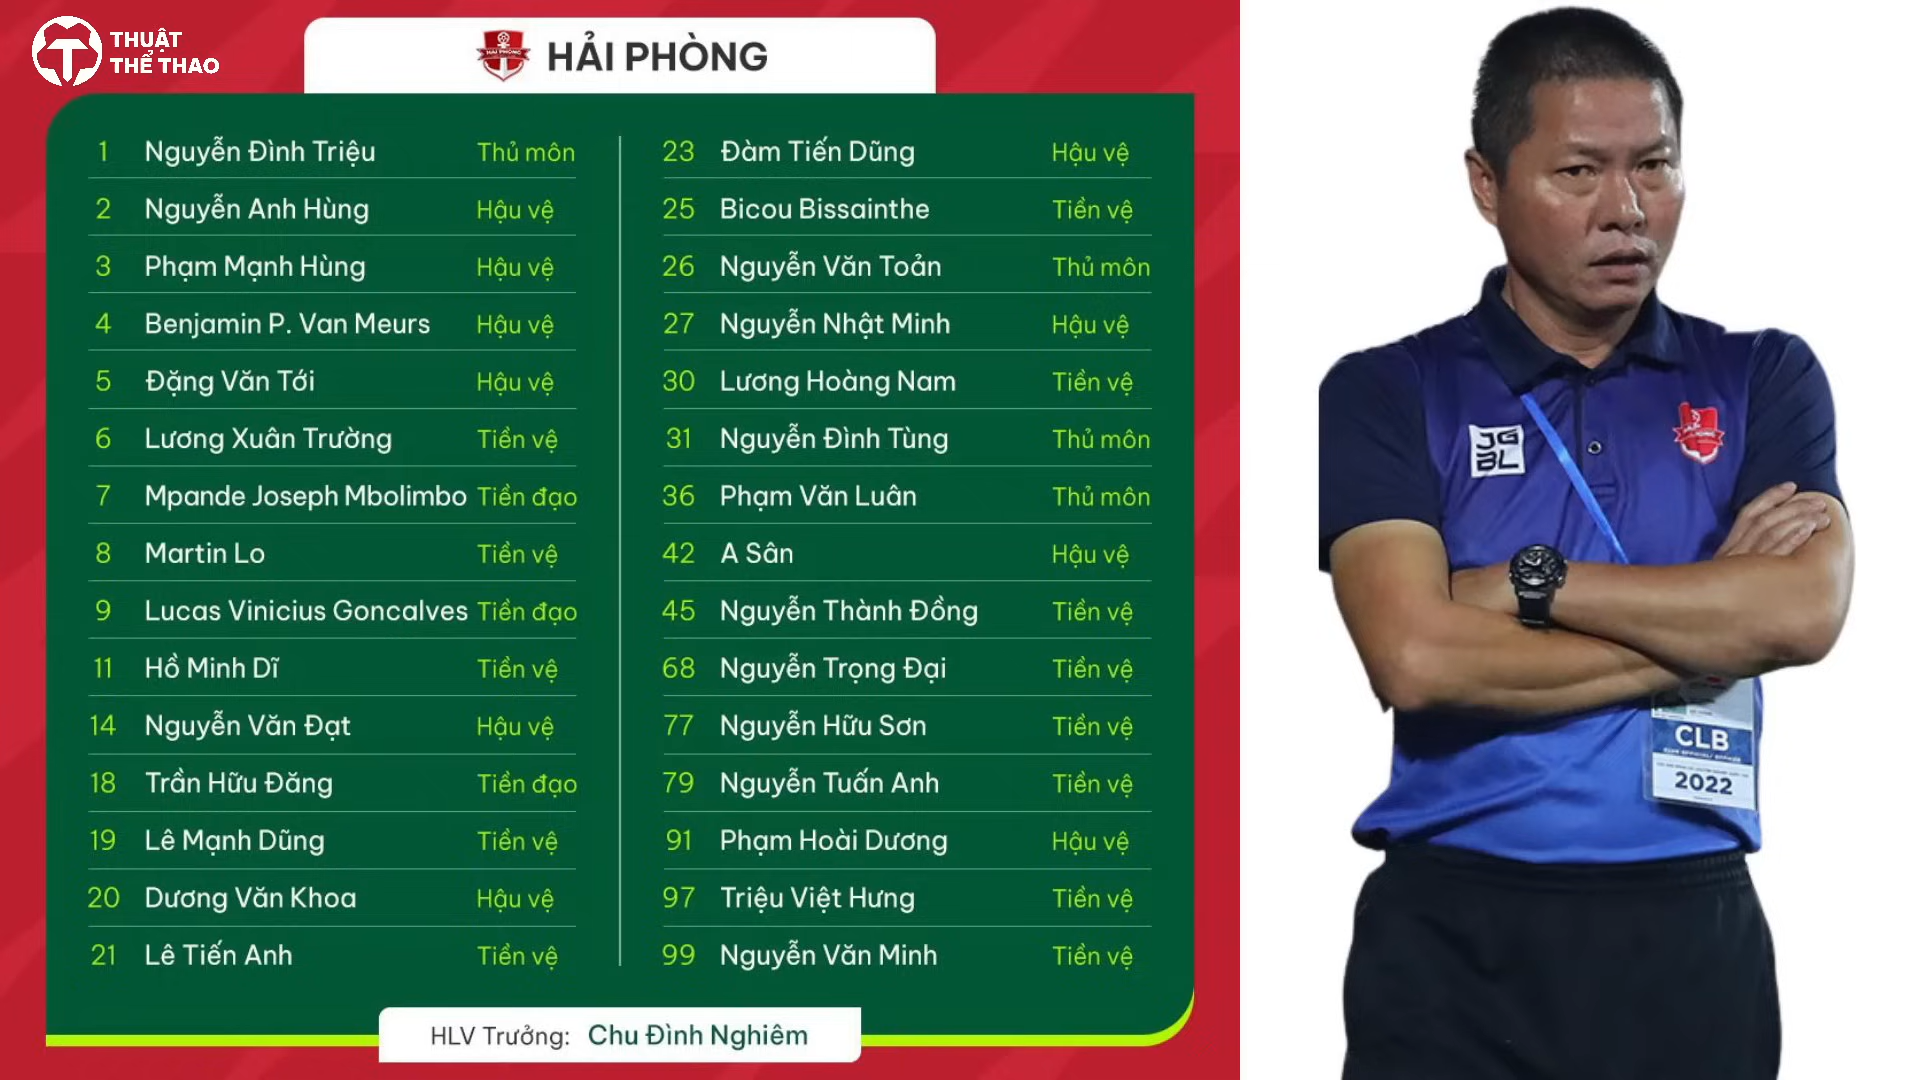 THUẬT
THỂ THAO
HẢI PHÒNG
1 Nguyễn Đình Triệu Thủ môn
2 Nguyễn Anh Hùng Hậu vệ
3 Phạm Mạnh Hùng Hậu vệ
4 Benjamin P. Van Meurs Hậu vệ
5 Đặng Văn Tới Hậu vệ
6 Lương Xuân Trường Tiền vệ
7 Mpande Joseph Mbolimbo Tiền đạo
8 Martin Lo Tiền vệ
9 Lucas Vinicius Goncalves Tiền đạo
11 Hồ Minh Dĩ Tiền vệ
14 Nguyễn Văn Đạt Hậu vệ
18 Trần Hữu Đăng Tiền đạo
19 Lê Mạnh Dũng Tiền vệ
20 Dương Văn Khoa Hậu vệ
21 Lê Tiến Anh Tiền vệ
23 Đàm Tiến Dũng Hậu vệ
25 Bicou Bissainthe Tiền vệ
26 Nguyễn Văn Toản Thủ môn
27 Nguyễn Nhật Minh Hậu vệ
30 Lương Hoàng Nam Tiền vệ
31 Nguyễn Đình Tùng Thủ môn
36 Phạm Văn Luân Thủ môn
42 A Sân Hậu vệ
45 Nguyễn Thành Đồng Tiền vệ
68 Nguyễn Trọng Đại Tiền vệ
77 Nguyễn Hữu Sơn Tiền vệ
79 Nguyễn Tuấn Anh Tiền vệ
91 Phạm Hoài Dương Hậu vệ
97 Triệu Việt Hưng Tiền vệ
99 Nguyễn Văn Minh Tiền vệ
HLV Trưởng: Chu Đình Nghiêm
JG
BL
CLB
2022